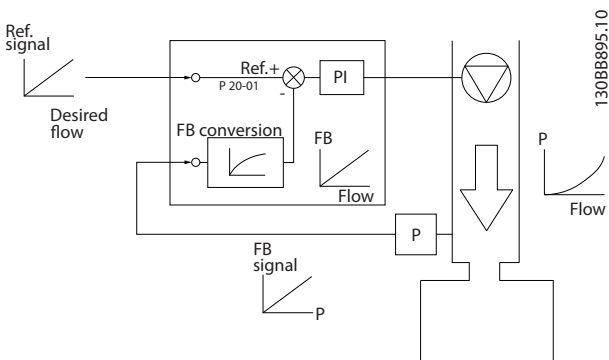 Ref.
signal
Desired
flow
Ref.+
P 20-01
-
PI
FB conversion
FB
Flow
P
FB
signal
P
P
Flow
130BB895.10